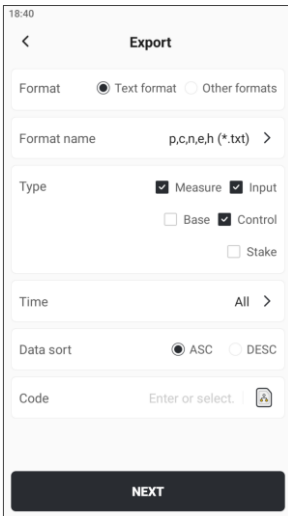 18:40
Export
Format Text format Other formats
Format name p,c,n,e,h (*.txt)
Type Measure Input
Base Control
Stake
Time All
Data sort ASC DESC
Code Enter or select.
NEXT